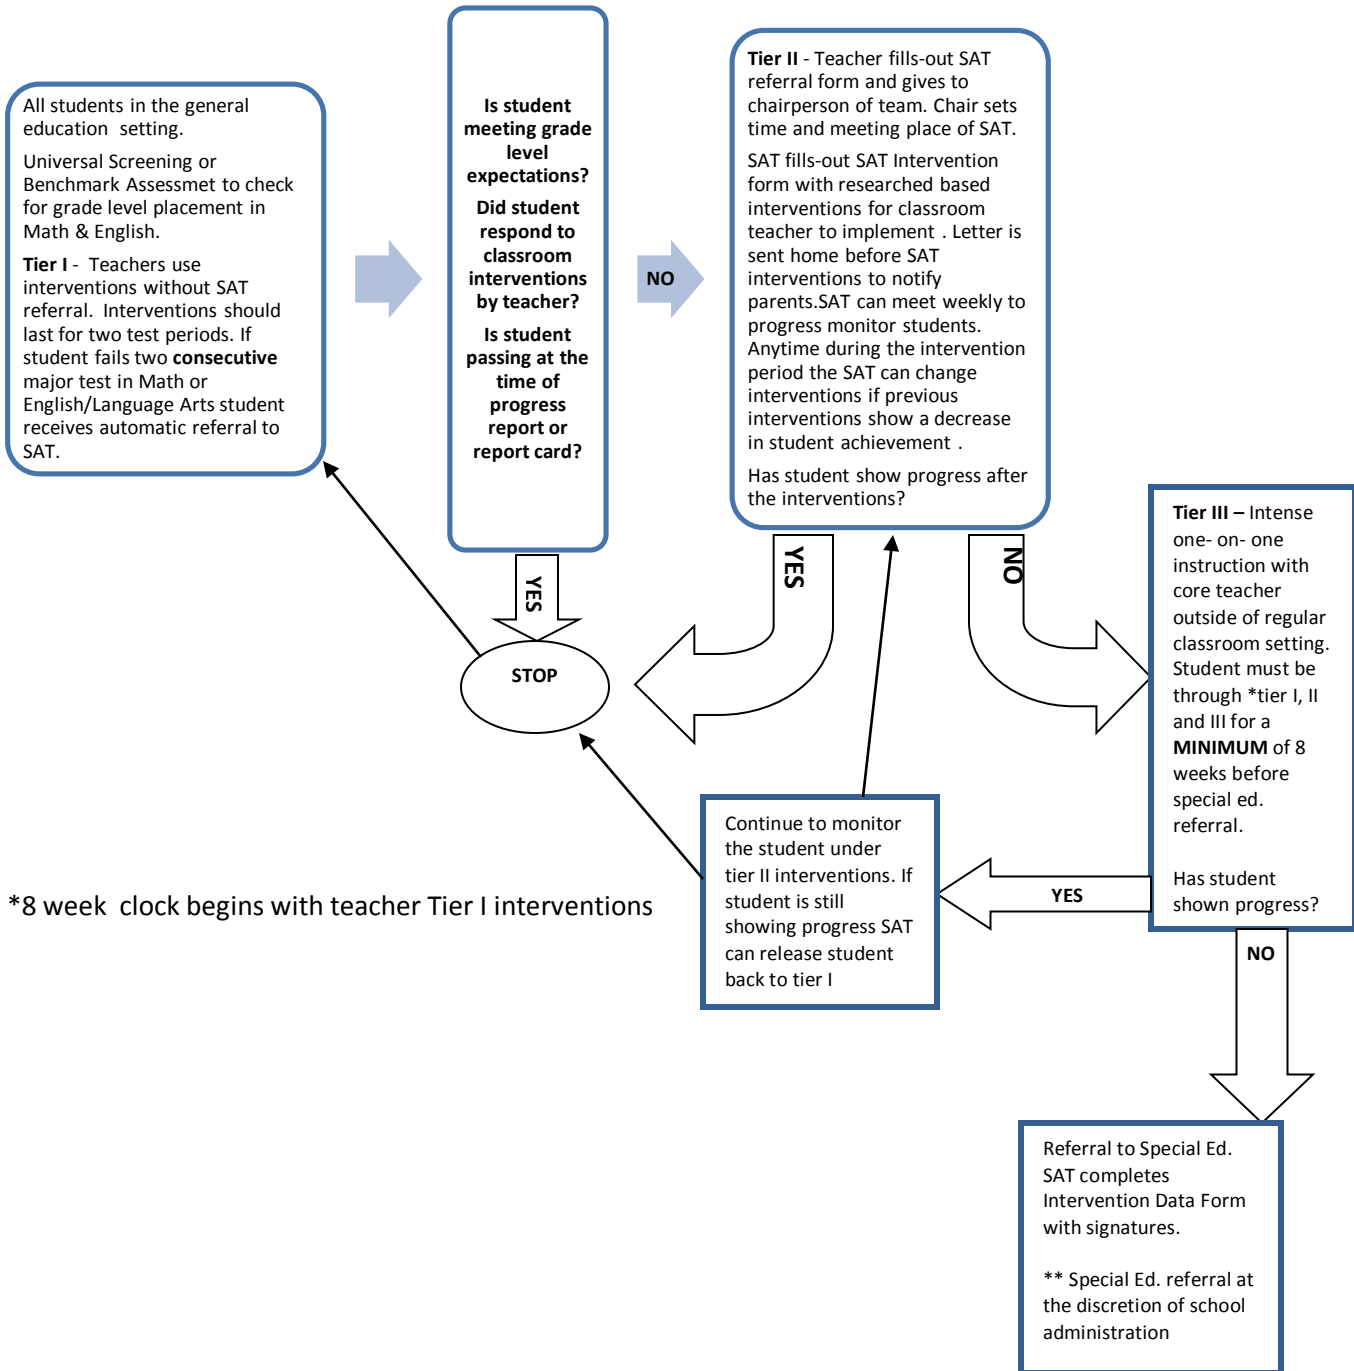 All students in the general
education setting.
Universal Screening or
Benchmark Assessmet to check
for grade level placement in
Math & English.
Tier I - Teachers use
interventions without SAT
referral. Interventions should
last for two test periods. If
student fails two consecutive
major test in Math or
English/Language Arts student
receives automatic referral to
SAT.
Is student
meeting grade
level
expectations?
Did student
respond to
classroom
interventions
by teacher?
Is student
passing at the
time of
progress
report or
report card?
NO
Tier II - Teacher fills-out SAT
referral form and gives to
chairperson of team. Chair sets
time and meeting place of SAT.
SAT fills-out SAT Intervention
form with researched based
interventions for classroom
teacher to implement . Letter is
sent home before SAT
interventions to notify
parents.SAT can meet weekly to
progress monitor students.
Anytime during the intervention
period the SAT can change
interventions if previous
interventions show a decrease
in student achievement .
Has student show progress after
the interventions?
YES
STOP
YES
NO
Tier III – Intense
one- on- one
instruction with
core teacher
outside of regular
classroom setting.
Student must be
through *tier I, II
and III for a
MINIMUM of 8
weeks before
special ed.
referral.
Has student
shown progress?
YES
Continue to monitor
the student under
tier II interventions. If
student is still
showing progress SAT
can release student
back to tier I
*8 week clock begins with teacher Tier I interventions
NO
Referral to Special Ed.
SAT completes
Intervention Data Form
with signatures.
** Special Ed. referral at
the discretion of school
administration